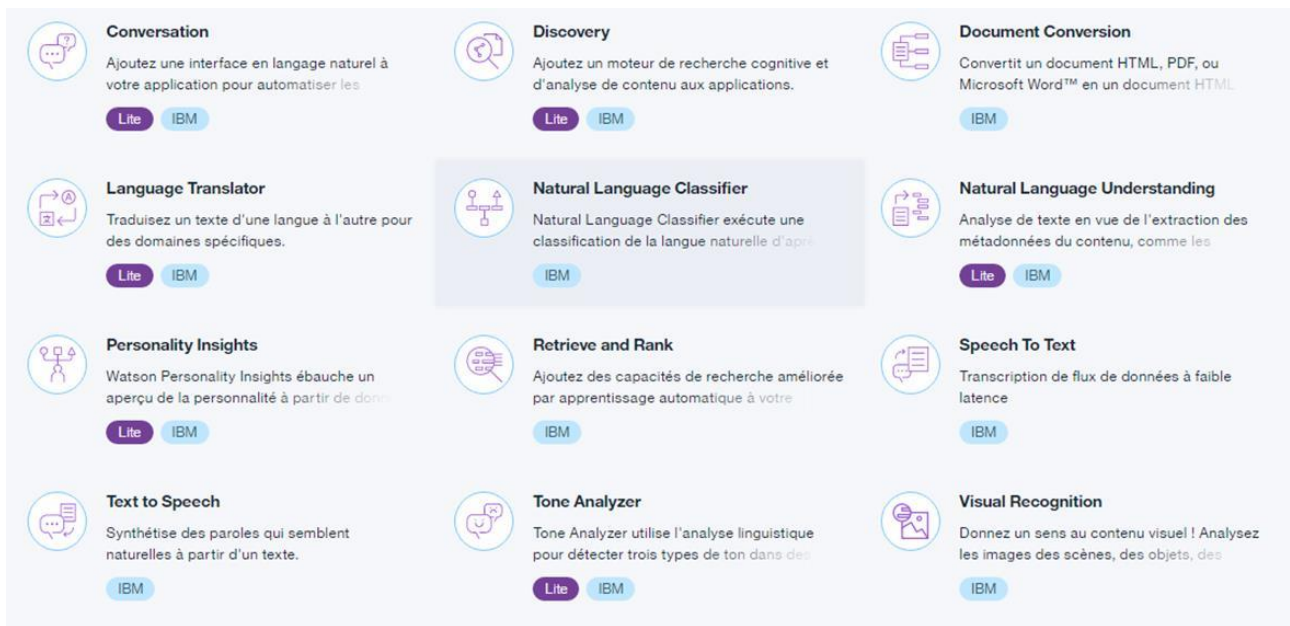 Conversation
Ajoutez une interface en langage naturel à
votre application pour automatiser les
Lite IBM
Discovery
Ajoutez un moteur de recherche cognitive et
d'analyse de contenu aux applications.
Lite IBM
Document Conversion
Convertit un document HTML, PDF, ou
Microsoft Word™ en un document HTML
IBM
Language Translator
Traduisez un texte d'une langue à l'autre pour
des domaines spécifiques.
Lite IBM
Natural Language Classifier
Natural Language Classifier exécute une
classification de la langue naturelle
IBM
Natural Language Understanding
Analyse de texte en vue de l'extraction des
métadonnées du contenu, comme les
Lite IBM
Personality Insights
Watson Personality Insights ébauche un
aperçu de la personnalité à partir de
Lite IBM
Retrieve and Rank
Ajoutez des capacités de recherche améliorée
par apprentissage automatique à votre
IBM
Speech To Text
Transcription de flux de données à faible
latence
IBM
Text to Speech
Synthétise des paroles qui semblent
naturelles à partir d'un texte.
IBM
Tone Analyzer
Tone Analyzer utilise l'analyse linguistique
pour détecter trois types de ton dans des
Lite IBM
Visual Recognition
Donnez un sens au contenu visuel ! Analysez
les images des scènes, des objets, des
IBM